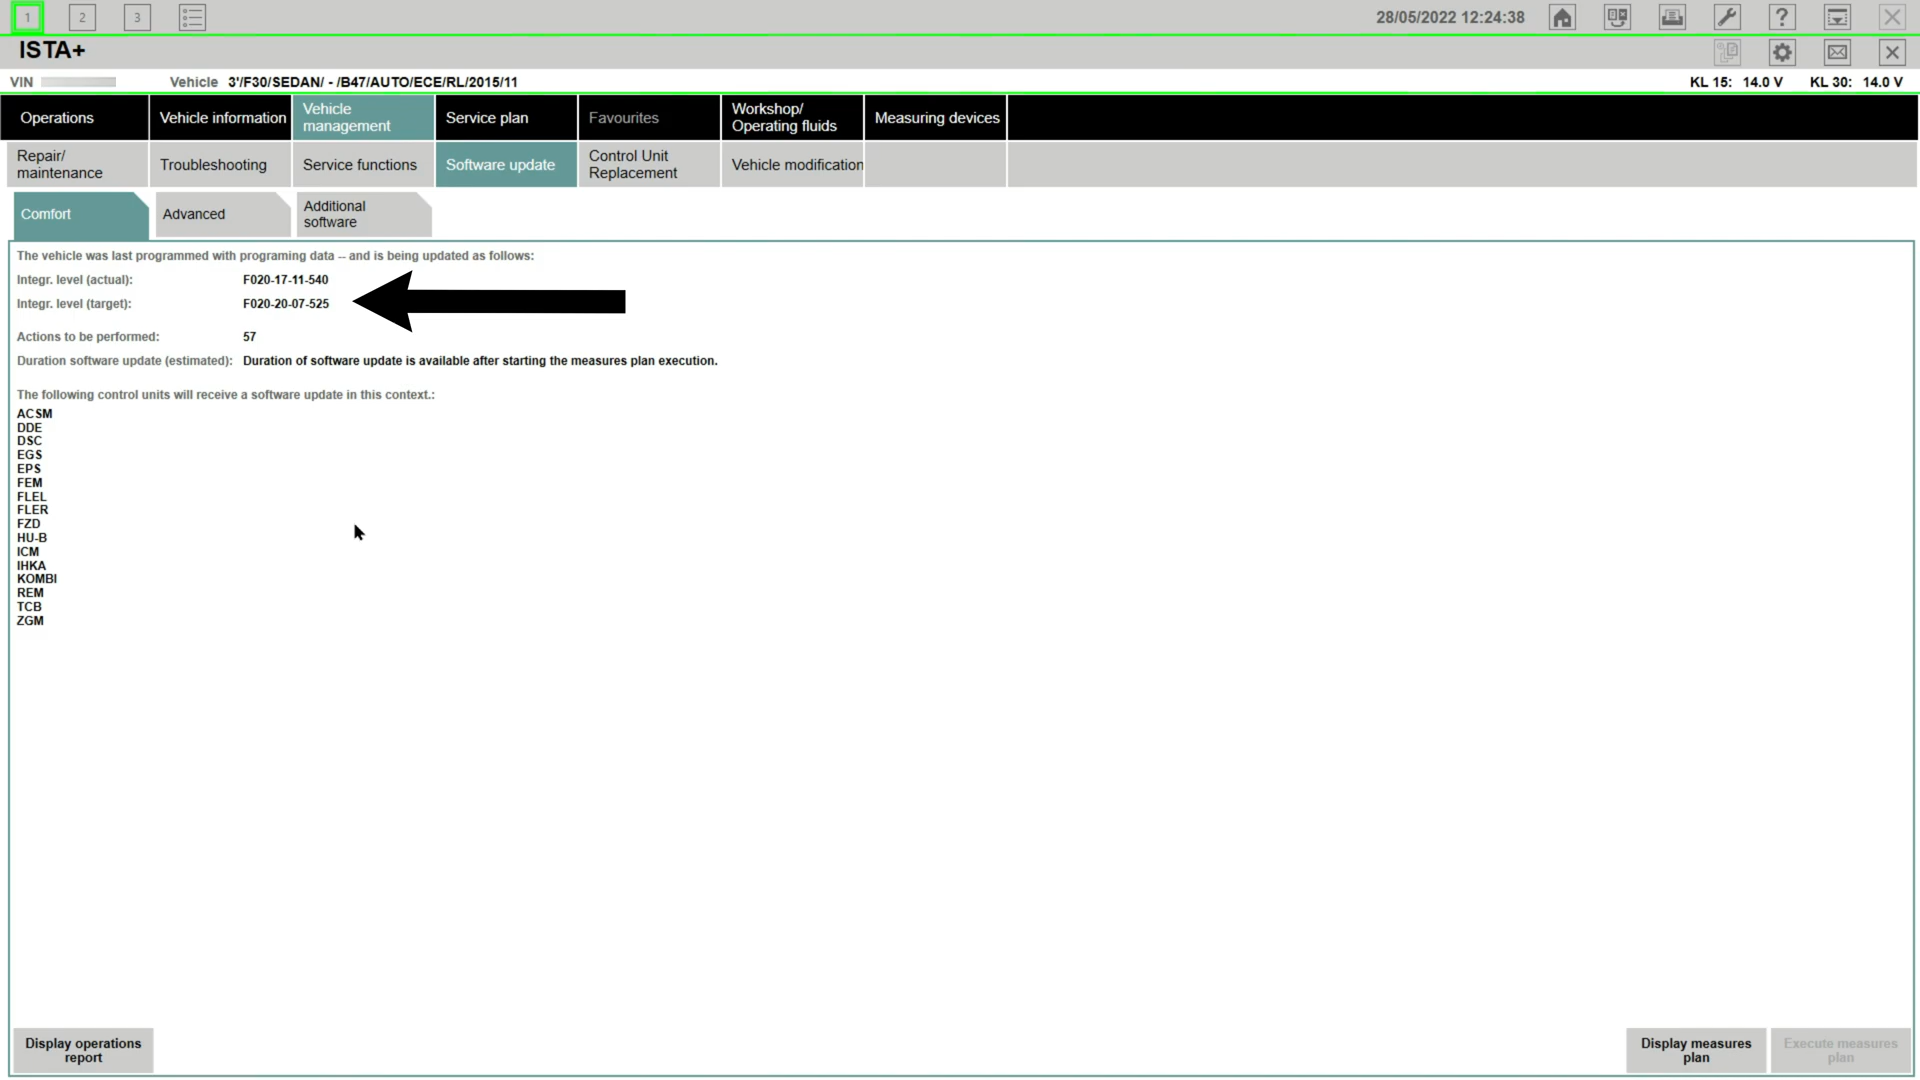 1 2 3 28/05/2022 12:24:38 ?
ISTA+
VIN Vehicle 3'/F30/SEDAN/ - /B47/AUTO/ECE/RL/2015/11 KL 15: 14.0 V KL 30: 14.0 V
Operations Vehicle information Vehicle management Service plan Favourites Workshop/ Operating fluids Measuring devices
Repair/ maintenance Troubleshooting Service functions Software update Control Unit Replacement Vehicle modification
Comfort Advanced Additional software
The vehicle was last programmed with programing data -- and is being updated as follows:
Integr. level (actual): F020-17-11-540
Integr. level (target): F020-20-07-525
Actions to be performed: 57
Duration software update (estimated): Duration of software update is available after starting the measures plan execution.
The following control units will receive a software update in this context.:
ACSM
DDE
DSC
EGS
EPS
FEM
FLEL
FLER
FZD
HU-B
ICM
IHKA
KOMBI
REM
TCB
ZGM
Display operations report Display measures plan Execute measures plan